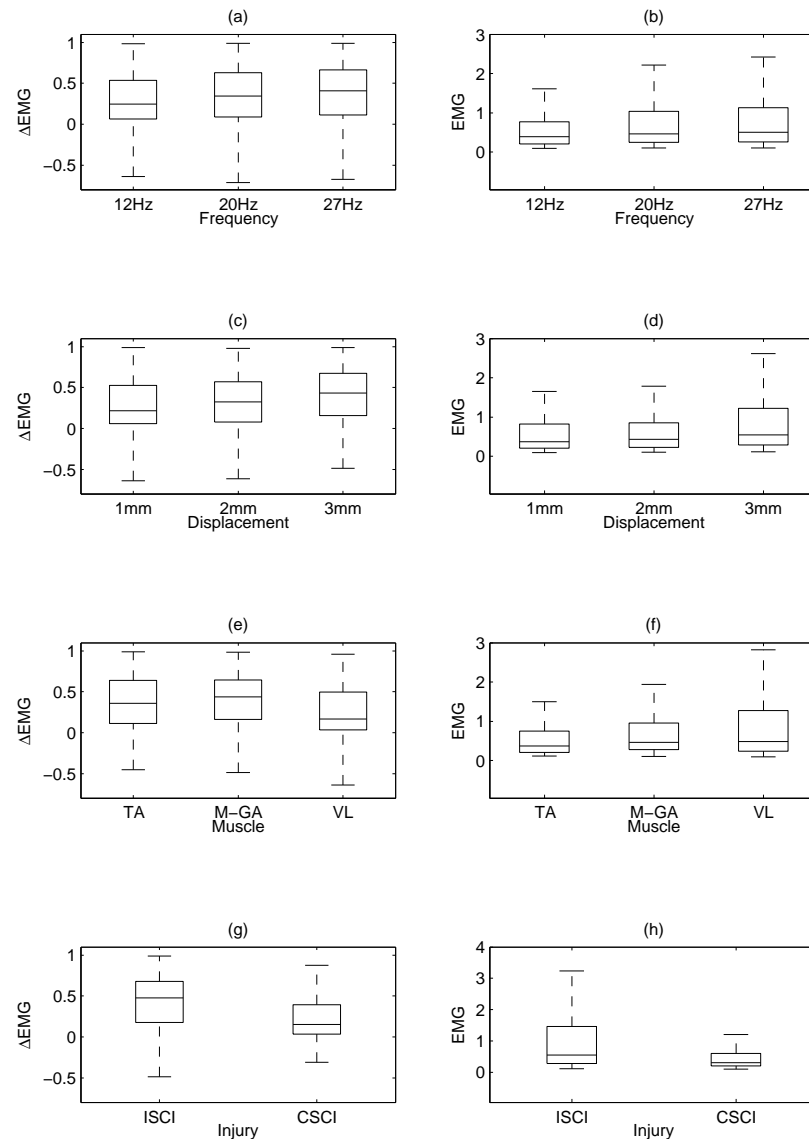 (a)
1
0.5
0
−0.5
ΔEMG
12Hz 20Hz 27Hz
Frequency
(b)
3
2
1
0
EMG
12Hz 20Hz 27Hz
Frequency
(c)
1
0.5
0
−0.5
ΔEMG
1mm 2mm 3mm
Displacement
(d)
3
2
1
0
EMG
1mm 2mm 3mm
Displacement
(e)
1
0.5
0
−0.5
ΔEMG
TA M−GA VL
Muscle
(f)
3
2
1
0
EMG
TA M−GA VL
Muscle
(g)
1
0.5
0
−0.5
ΔEMG
ISCI CSCI
Injury
(h)
4
3
2
1
0
EMG
ISCI CSCI
Injury